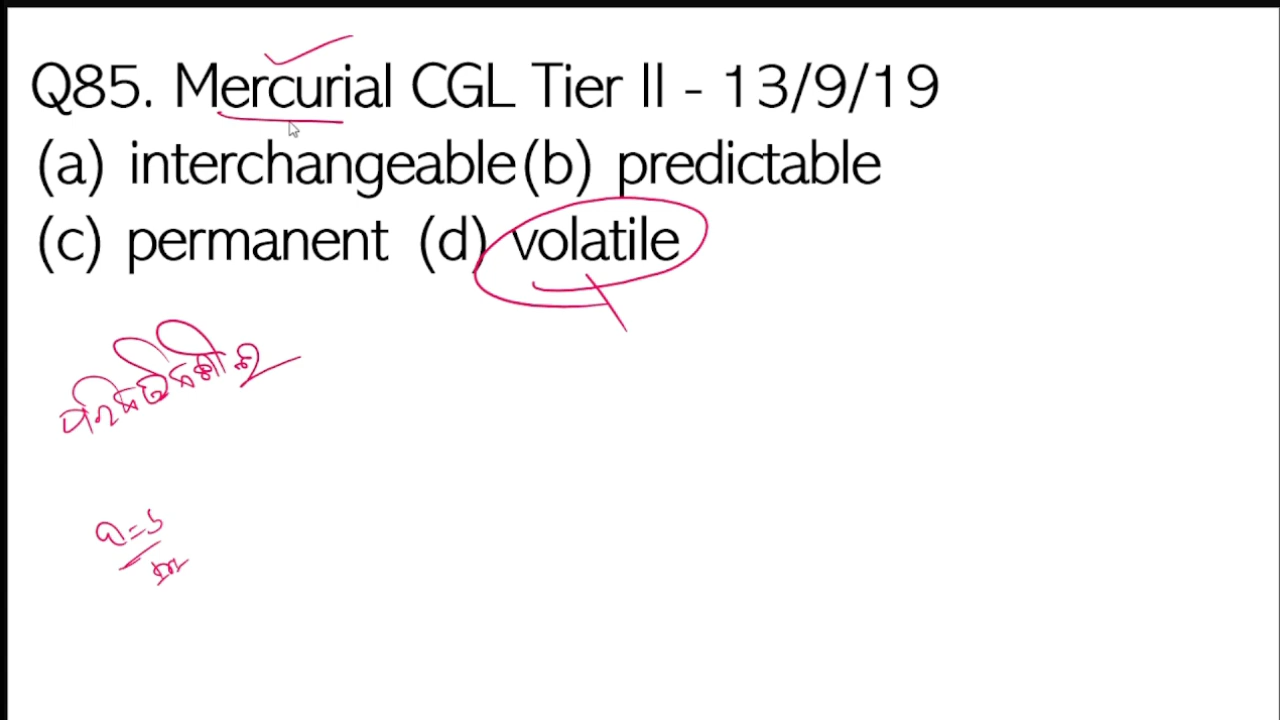 Q85. Mercurial CGL Tier II - 13/9/19
(a) interchangeable (b) predictable
(c) permanent (d) volatile